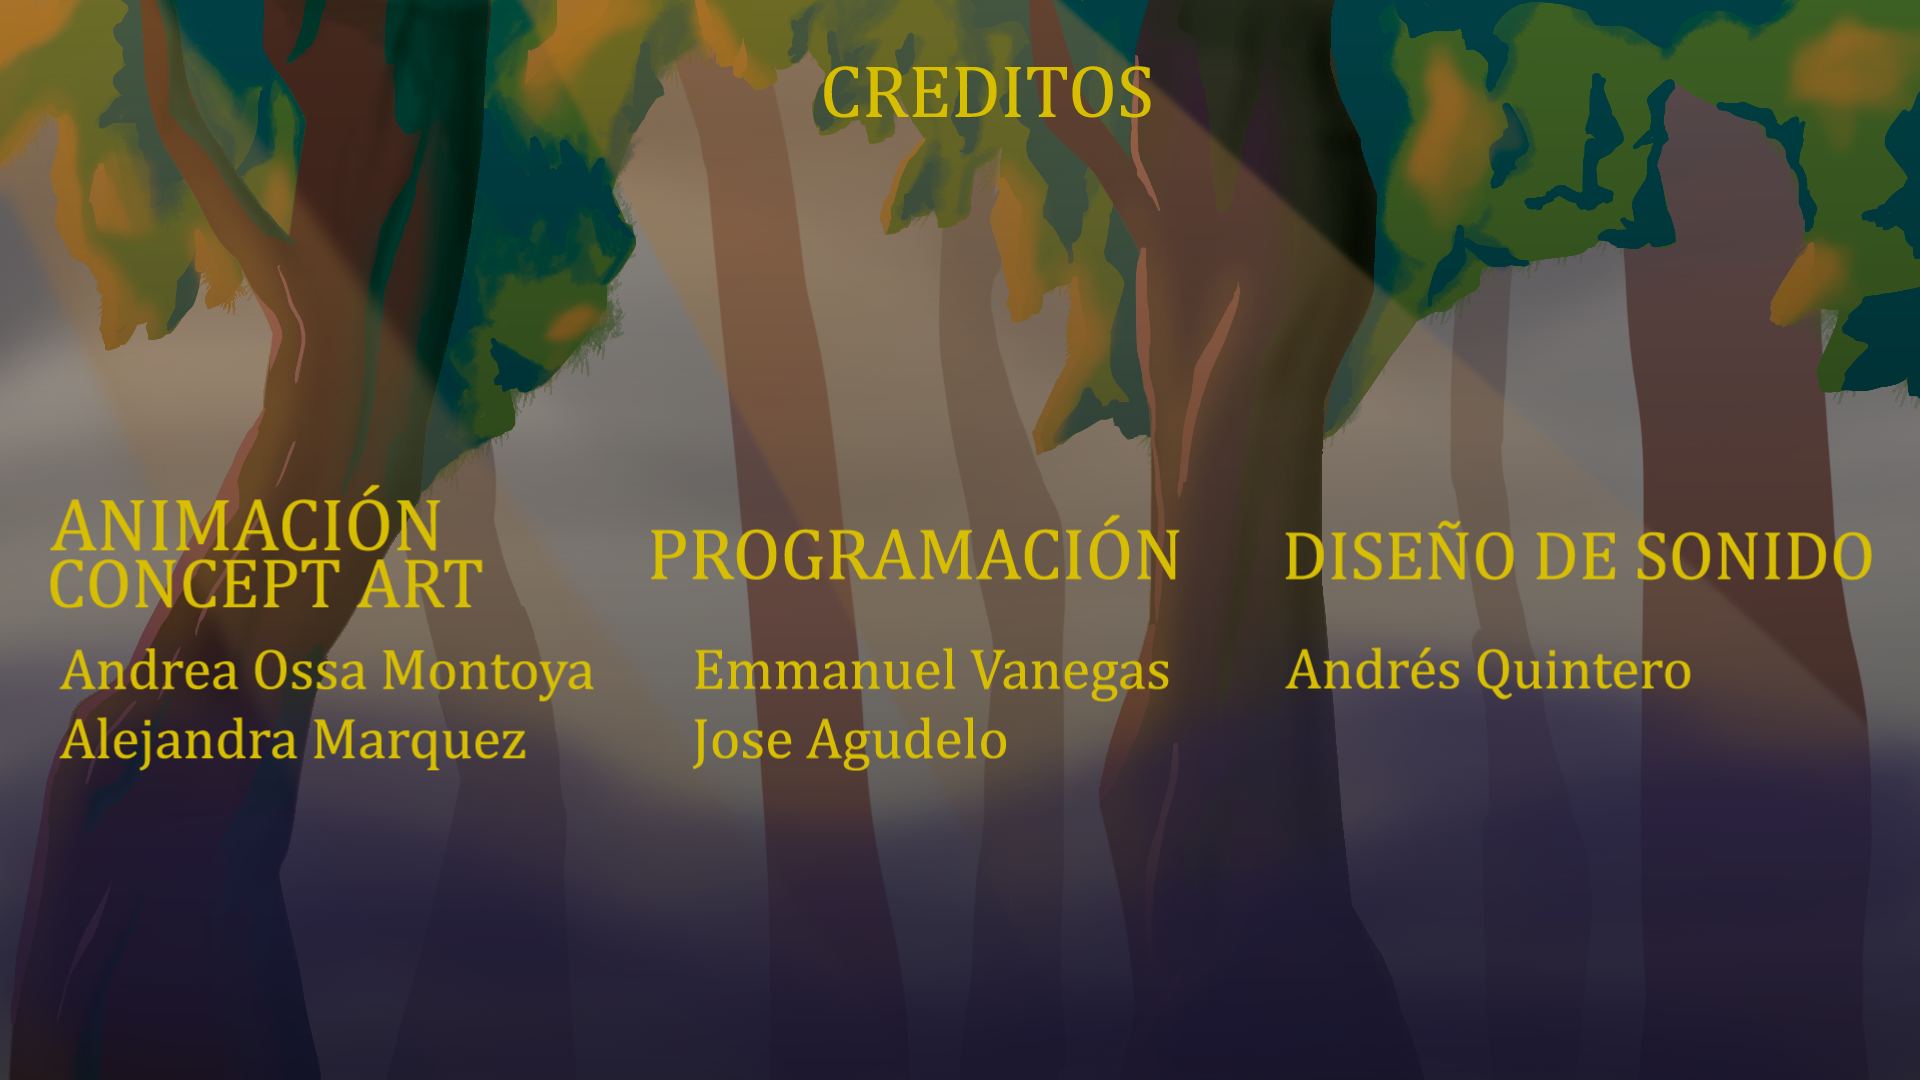 CREDITOS
ANIMACIÓN
CONCEPT ART
Andrea Ossa Montoya
Alejandra Marquez
PROGRAMACIÓN
Emmanuel Vanegas
Jose Agudelo
DISEÑO DE SONIDO
Andrés Quintero